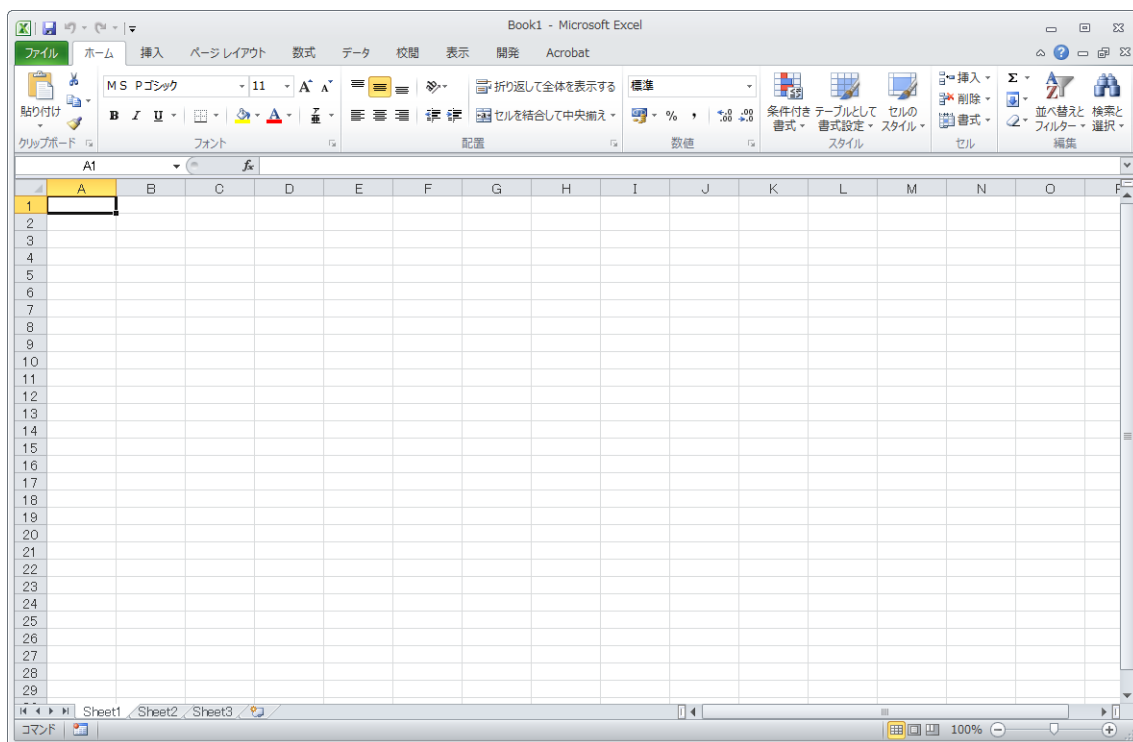 Book1 - Microsoft Excel
ファイル ホーム 挿入 ページ レイアウト 数式 データ 校閲 表示 開発 Acrobat
貼り付け
MS Pゴシック 11
折り返して全体を表示する
標準
B I U A
セルを結合して中央揃え
% , .0 .00 .00 .0
条件付き書式
テーブルとして書式設定
セルのスタイル
挿入
削除
書式
Σ
並べ替えとフィルター
検索と選択
クリップボード フォント 配置 数値 スタイル セル 編集
A1 fx
A B C D E F G H I J K L M N O P
1
2
3
4
5
6
7
8
9
10
11
12
13
14
15
16
17
18
19
20
21
22
23
24
25
26
27
28
29
Sheet1 Sheet2 Sheet3
コマンド 100%